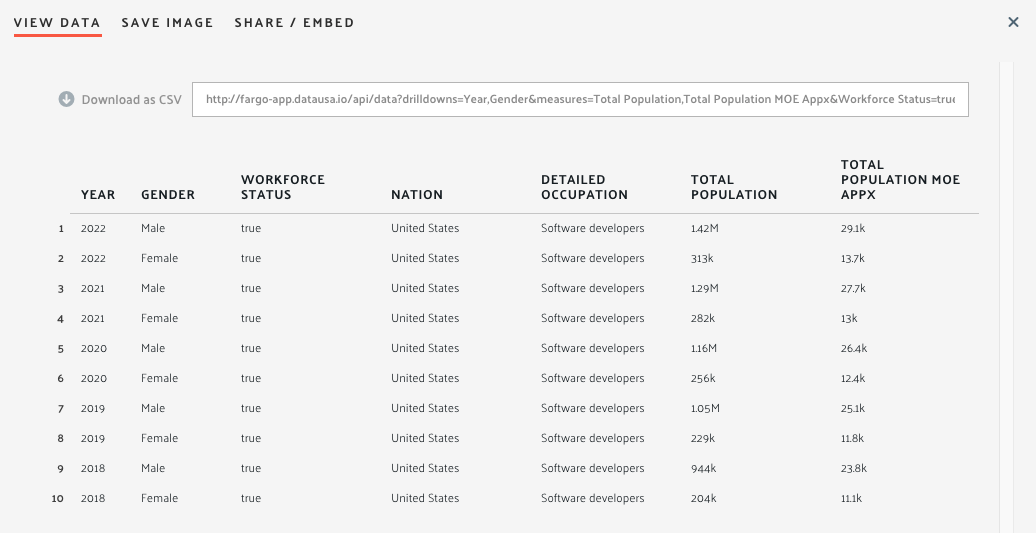 VIEW DATA SAVE IMAGE SHARE / EMBED ×
Download as CSV http://fargo-app.datausa.io/api/data?drilldowns=Year,Gender&measures=Total Population,Total Population MOE Appx&Workforce Status=true
YEAR GENDER WORKFORCE STATUS NATION DETAILED OCCUPATION TOTAL POPULATION TOTAL POPULATION MOE APPX
1 2022 Male true United States Software developers 1.42M 29.1k
2 2022 Female true United States Software developers 313k 13.7k
3 2021 Male true United States Software developers 1.29M 27.7k
4 2021 Female true United States Software developers 282k 13k
5 2020 Male true United States Software developers 1.16M 26.4k
6 2020 Female true United States Software developers 256k 12.4k
7 2019 Male true United States Software developers 1.05M 25.1k
8 2019 Female true United States Software developers 229k 11.8k
9 2018 Male true United States Software developers 944k 23.8k
10 2018 Female true United States Software developers 204k 11.1k